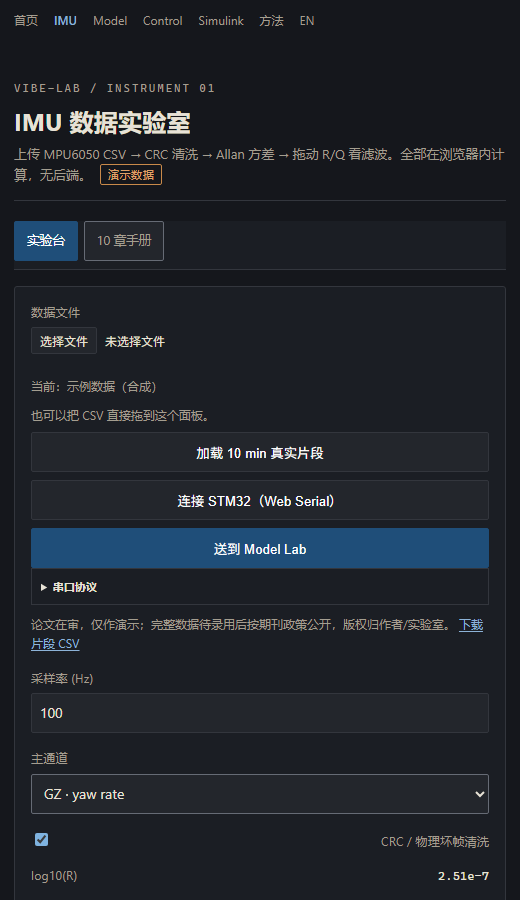 首页 IMU Model Control Simulink 方法 EN
VIBE-LAB / INSTRUMENT 01
IMU 数据实验室
上传 MPU6050 CSV → CRC 清洗 → Allan 方差 → 拖动 R/Q 看滤波。全部在浏览器内计
算，无后端。 演示数据
实验台 10 章手册
数据文件
选择文件 未选择文件
当前：示例数据（合成）
也可以把 CSV 直接拖到这个面板。
加载 10 min 真实片段
连接 STM32（Web Serial）
送到 Model Lab
▶ 串口协议
论文在审，仅作演示；完整数据待录用后按期刊政策公开，版权归作者/实验室。 下载
片段 CSV
采样率 (Hz)
100
主通道
GZ · yaw rate
CRC / 物理坏帧清洗
log10(R) 2.51e-7